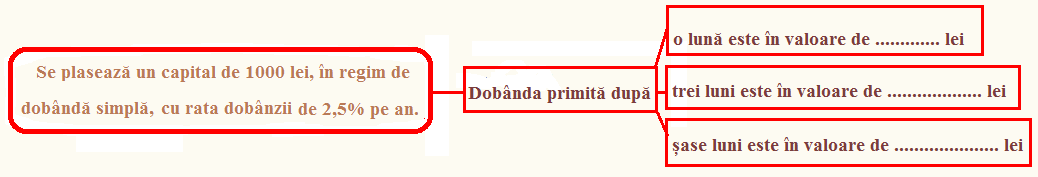 Se plasează un capital de 1000 lei, în regim de
dobândă simplă, cu rata dobânzii de 2,5% pe an.
Dobânda primită după
o lună este în valoare de ............. lei
trei luni este în valoare de ................... lei
șase luni este în valoare de ..................... lei